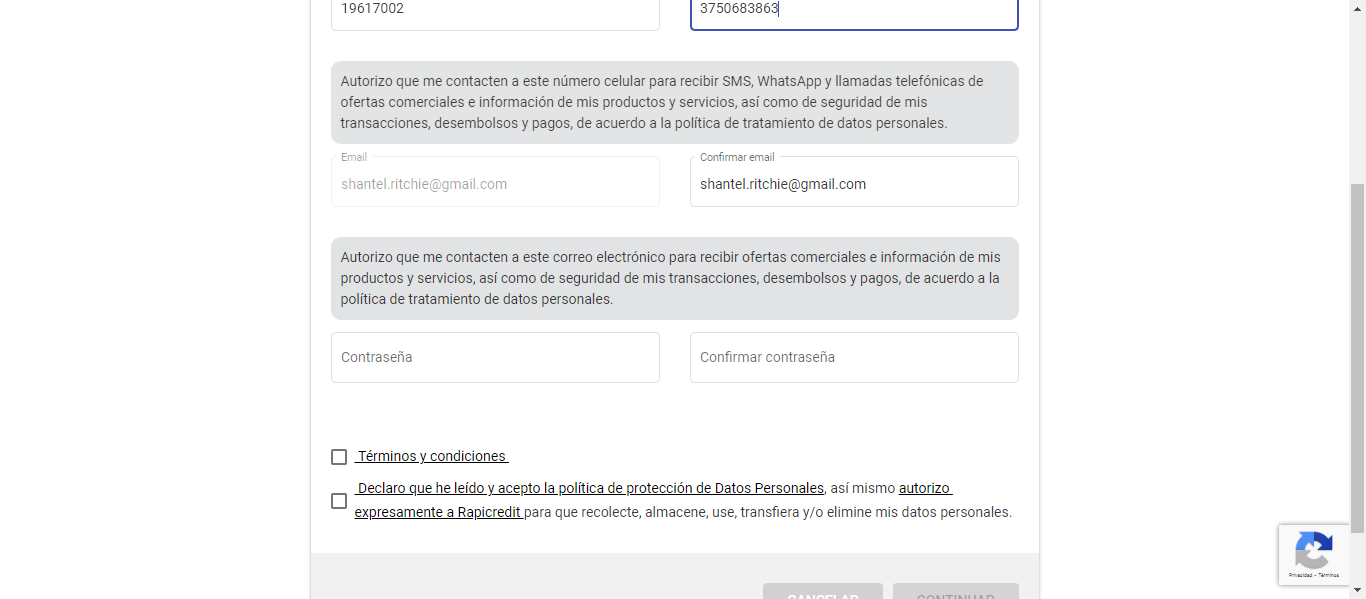 19617002
3750683863
Autorizo que me contacten a este número celular para recibir SMS, WhatsApp y llamadas telefónicas de
ofertas comerciales e información de mis productos y servicios, así como de seguridad de mis
transacciones, desembolsos y pagos, de acuerdo a la política de tratamiento de datos personales.
Email
shantel.ritchie@gmail.com
Confirmar email
shantel.ritchie@gmail.com
Autorizo que me contacten a este correo electrónico para recibir ofertas comerciales e información de mis
productos y servicios, así como de seguridad de mis transacciones, desembolsos y pagos, de acuerdo a la
política de tratamiento de datos personales.
Contraseña
Confirmar contraseña
Términos y condiciones
Declaro que he leído y acepto la política de protección de Datos Personales, así mismo autorizo
expresamente a Rapicredit para que recolecte, almacene, use, transfiera y/o elimine mis datos personales.
Privacidad - Términos
CANCELAR
CONTINUAR